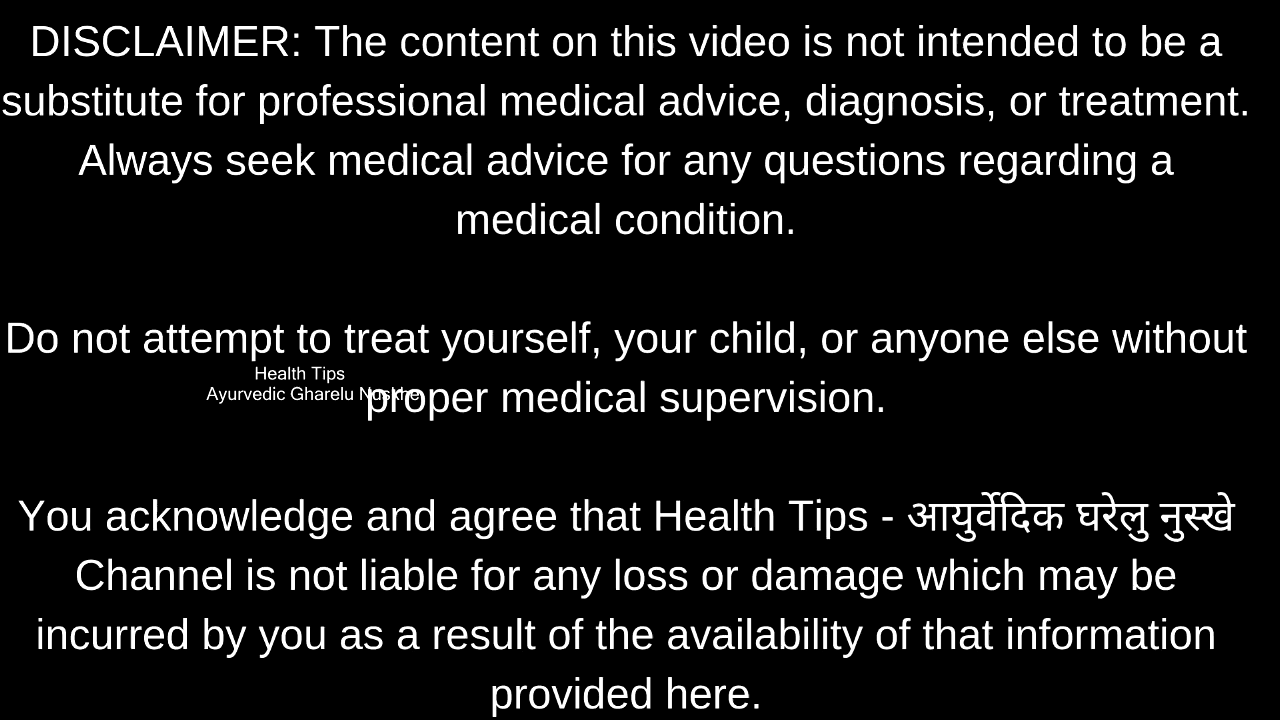 DISCLAIMER: The content on this video is not intended to be a
substitute for professional medical advice, diagnosis, or treatment.
Always seek medical advice for any questions regarding a
medical condition.
Do not attempt to treat yourself, your child, or anyone else without
Health Tips
Ayurvedic Gharelu Nuskhe
proper medical supervision.
You acknowledge and agree that Health Tips - आयुर्वेदिक घरेलु नुस्खे
Channel is not liable for any loss or damage which may be
incurred by you as a result of the availability of that information
provided here.